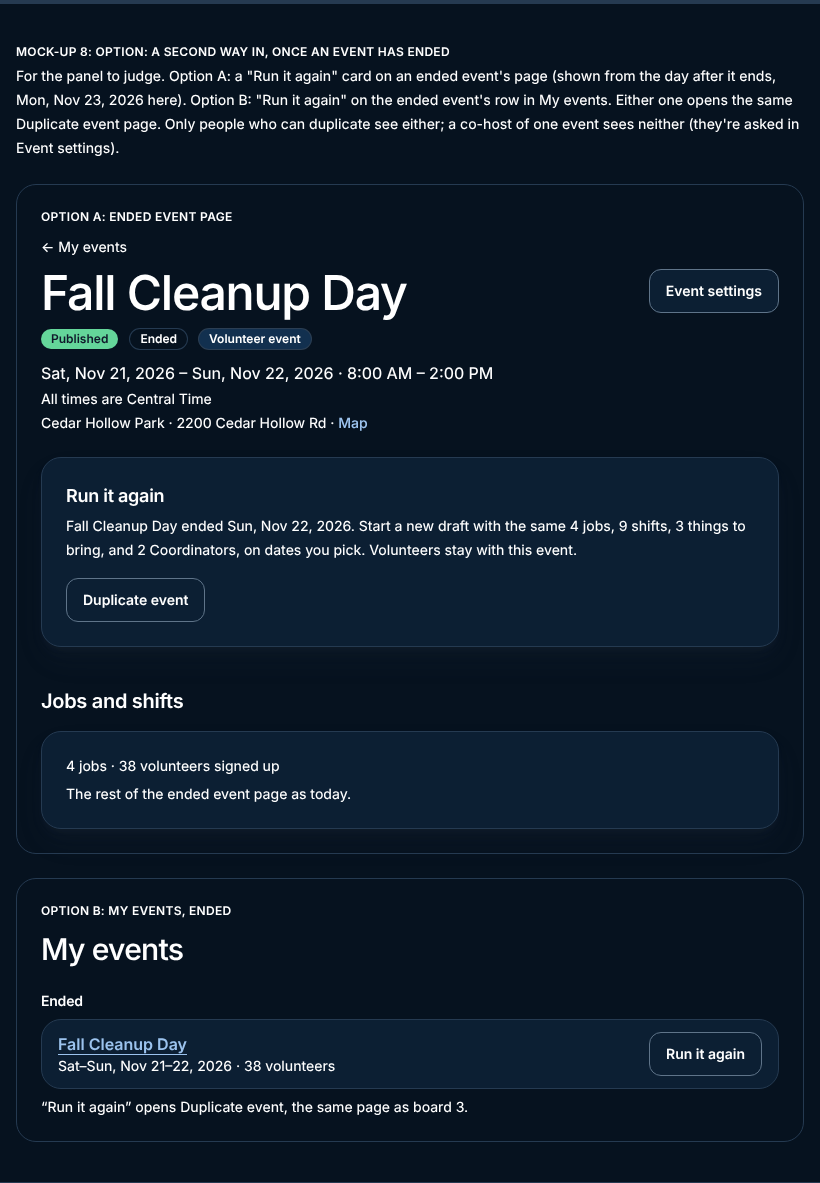 MOCK-UP 8: OPTION: A SECOND WAY IN, ONCE AN EVENT HAS ENDED
For the panel to judge. Option A: a "Run it again" card on an ended event's page (shown from the day after it ends,
Mon, Nov 23, 2026 here). Option B: "Run it again" on the ended event's row in My events. Either one opens the same
Duplicate event page. Only people who can duplicate see either; a co-host of one event sees neither (they're asked in
Event settings).
OPTION A: ENDED EVENT PAGE
← My events
Fall Cleanup Day
Event settings
Published
Ended
Volunteer event
Sat, Nov 21, 2026 – Sun, Nov 22, 2026 · 8:00 AM – 2:00 PM
All times are Central Time
Cedar Hollow Park · 2200 Cedar Hollow Rd · Map
Run it again
Fall Cleanup Day ended Sun, Nov 22, 2026. Start a new draft with the same 4 jobs, 9 shifts, 3 things to
bring, and 2 Coordinators, on dates you pick. Volunteers stay with this event.
Duplicate event
Jobs and shifts
4 jobs · 38 volunteers signed up
The rest of the ended event page as today.
OPTION B: MY EVENTS, ENDED
My events
Ended
Fall Cleanup Day
Sat–Sun, Nov 21–22, 2026 · 38 volunteers
Run it again
“Run it again” opens Duplicate event, the same page as board 3.